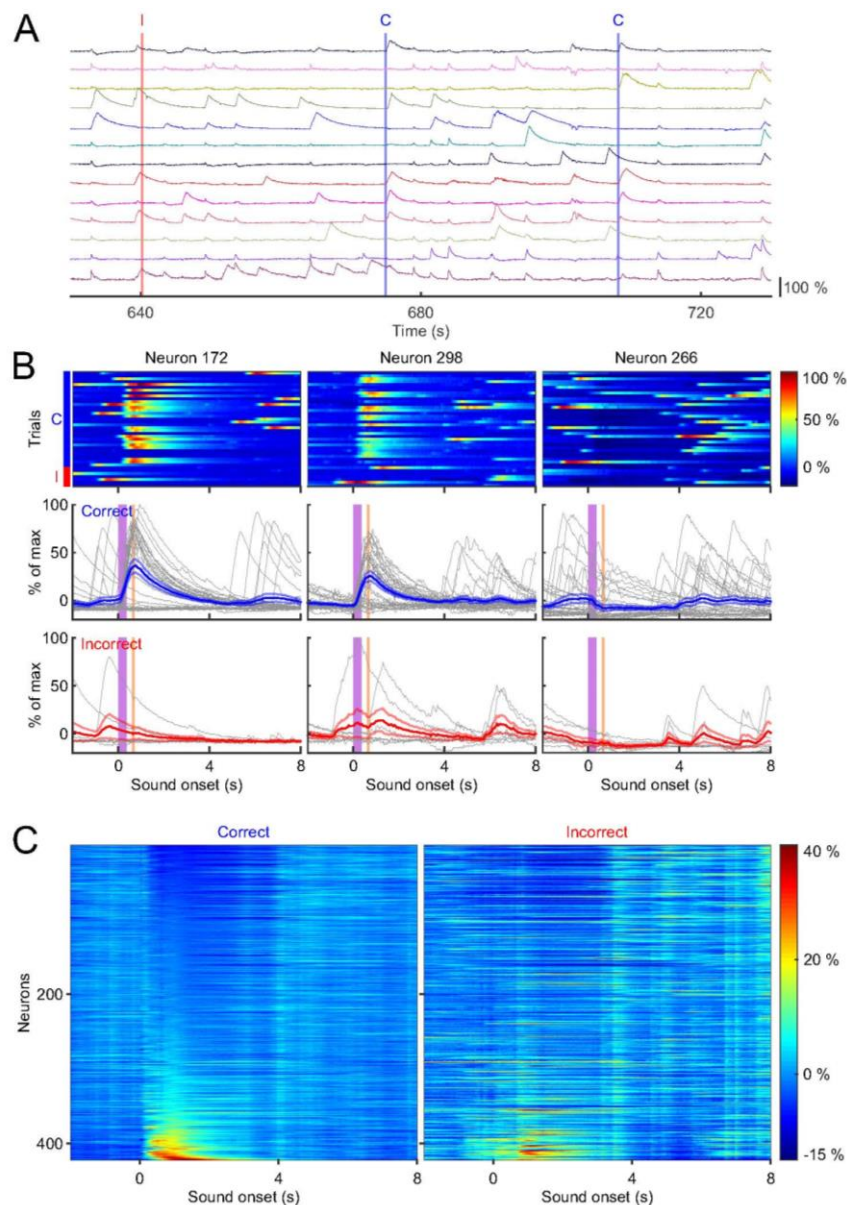 A
I C C
100 %
640 680 720
Time (s)
B
Neuron 172 Neuron 298 Neuron 266
Trials
C
I
100 %
50 %
0 %
Correct
% of max
100
50
0
Incorrect
% of max
100
50
0
0 4 8 0 4 8 0 4 8
Sound onset (s) Sound onset (s) Sound onset (s)
C
Correct Incorrect
Neurons
200
400
40 %
20 %
0 %
-15 %
0 4 8 0 4 8
Sound onset (s) Sound onset (s)